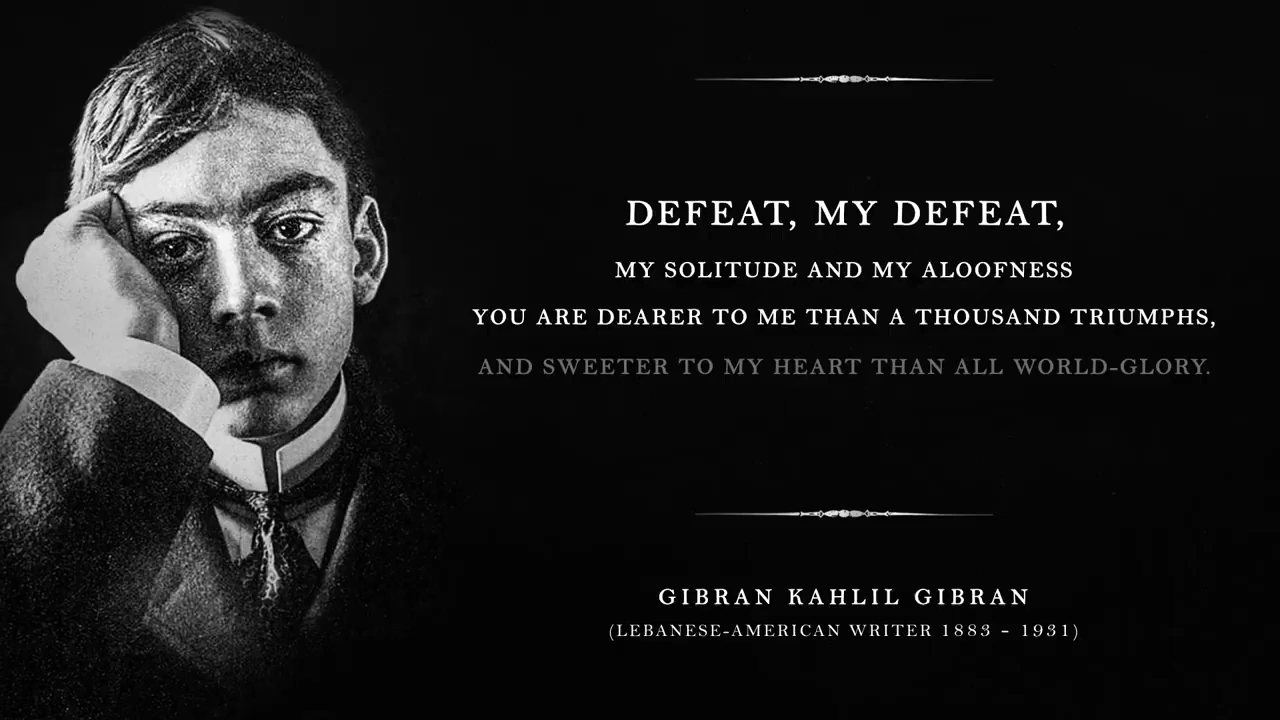 DEFEAT, MY DEFEAT,
MY SOLITUDE AND MY ALOOFNESS
YOU ARE DEARER TO ME THAN A THOUSAND TRIUMPHS,
AND SWEETER TO MY HEART THAN ALL WORLD-GLORY.
GIBRAN KAHLIL GIBRAN
(LEBANESE-AMERICAN WRITER 1883 – 1931)